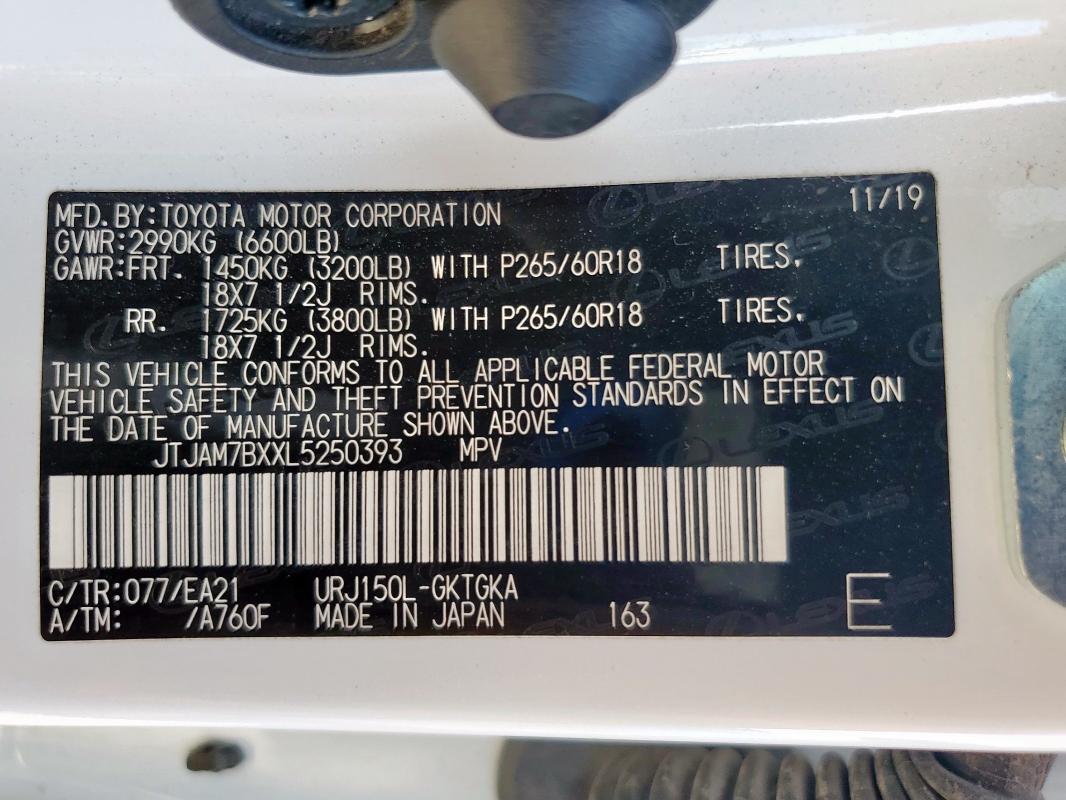 MFD.BY:TOYOTA MOTOR CORPORATION 11/19
GVWR:2990KG (6600LB)
GAWR:FRT. 1450KG (3200LB) WITH P265/60R18 TIRES,
18X7 1/2J RIMS.
RR. 1725KG (3800LB) WITH P265/60R18 TIRES,
18X7 1/2J RIMS.
THIS VEHICLE CONFORMS TO ALL APPLICABLE FEDERAL MOTOR
VEHICLE SAFETY AND THEFT PREVENTION STANDARDS IN EFFECT ON
THE DATE OF MANUFACTURE SHOWN ABOVE.
JTJAM7BXXL5250393 MPV
C/TR:077/EA21 URJ150L-GKTGKA
A/TM: /A760F MADE IN JAPAN 163 E